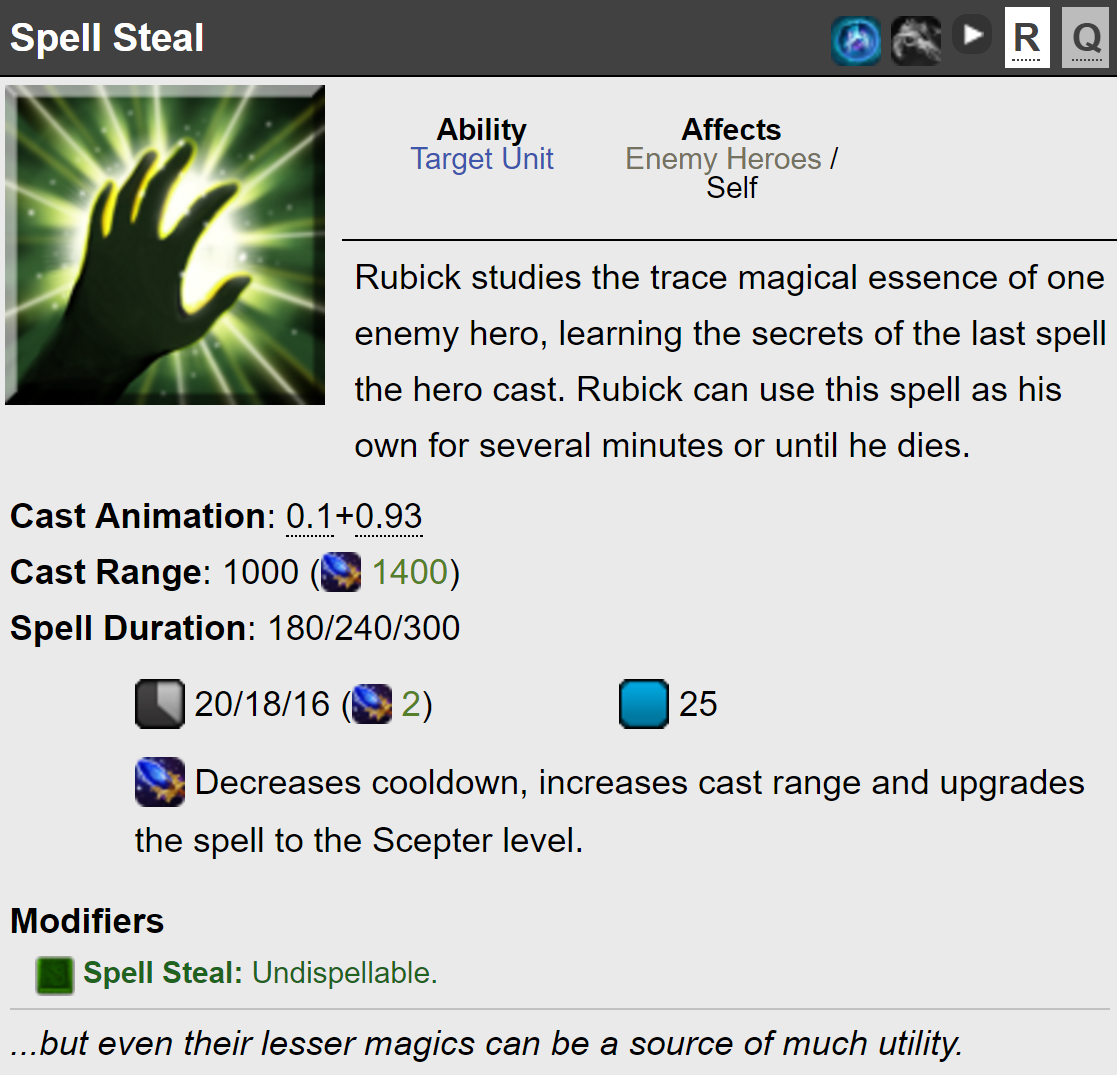 Spell Steal
R
Q
Ability
Target Unit
Affects
Enemy Heroes /
Self
Rubick studies the trace magical essence of one
enemy hero, learning the secrets of the last spell
the hero cast. Rubick can use this spell as his
own for several minutes or until he dies.
Cast Animation: 0.1+0.93
Cast Range: 1000 ( 1400)
Spell Duration: 180/240/300
20/18/16 ( 2)
25
Decreases cooldown, increases cast range and upgrades
the spell to the Scepter level.
Modifiers
Spell Steal: Undispellable.
...but even their lesser magics can be a source of much utility.